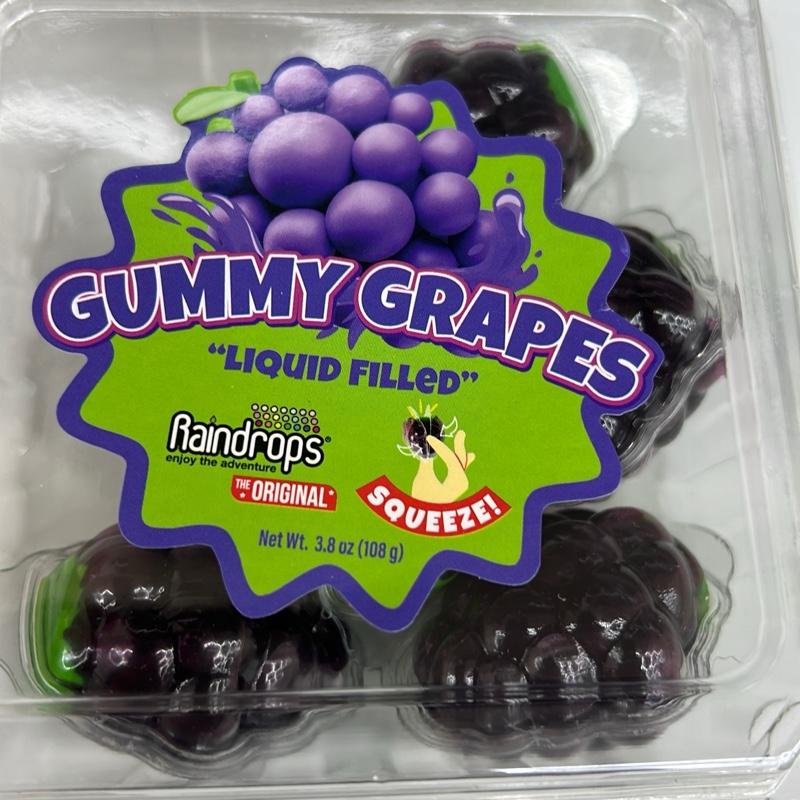 GUMMY GRAPES
"LIQUID FILLED"
Raindrops®
enjoy the adventure
THE ORIGINAL
SQUEEZE!
Net Wt. 3.8 oz (108 g)